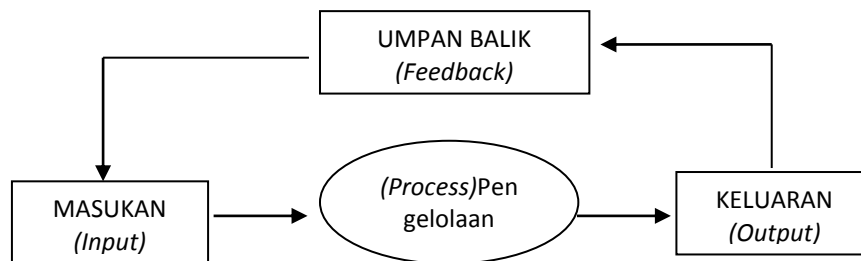 UMPAN BALIK
(Feedback)
MASUKAN
(Input)
(Process)Pen
gelolaan
KELUARAN
(Output)